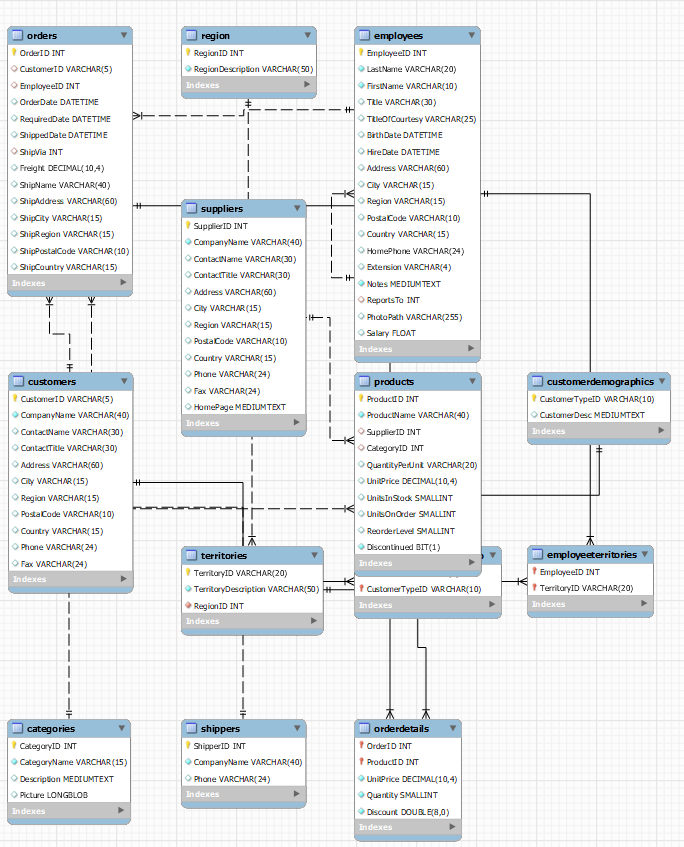 orders
OrderID INT
CustomerID VARCHAR(5)
EmployeeID INT
OrderDate DATETIME
RequiredDate DATETIME
ShippedDate DATETIME
ShipVia INT
Freight DECIMAL(10,4)
ShipName VARCHAR(40)
ShipAddress VARCHAR(60)
ShipCity VARCHAR(15)
ShipRegion VARCHAR(15)
ShipPostalCode VARCHAR(10)
ShipCountry VARCHAR(15)
Indexes
region
RegionID INT
RegionDescription VARCHAR(50)
Indexes
employees
EmployeeID INT
LastName VARCHAR(20)
FirstName VARCHAR(10)
Title VARCHAR(30)
TitleOfCourtesy VARCHAR(25)
BirthDate DATETIME
HireDate DATETIME
Address VARCHAR(60)
City VARCHAR(15)
Region VARCHAR(15)
PostalCode VARCHAR(10)
Country VARCHAR(15)
HomePhone VARCHAR(24)
Extension VARCHAR(4)
Notes MEDIUMTEXT
ReportsTo INT
PhotoPath VARCHAR(255)
Salary FLOAT
Indexes
suppliers
SupplierID INT
CompanyName VARCHAR(40)
ContactName VARCHAR(30)
ContactTitle VARCHAR(30)
Address VARCHAR(60)
City VARCHAR(15)
Region VARCHAR(15)
PostalCode VARCHAR(10)
Country VARCHAR(15)
Phone VARCHAR(24)
Fax VARCHAR(24)
HomePage MEDIUMTEXT
Indexes
customers
CustomerID VARCHAR(5)
CompanyName VARCHAR(40)
ContactName VARCHAR(30)
ContactTitle VARCHAR(30)
Address VARCHAR(60)
City VARCHAR(15)
Region VARCHAR(15)
PostalCode VARCHAR(10)
Country VARCHAR(15)
Phone VARCHAR(24)
Fax VARCHAR(24)
Indexes
products
ProductID INT
ProductName VARCHAR(40)
SupplierID INT
CategoryID INT
QuantityPerUnit VARCHAR(20)
UnitPrice DECIMAL(10,4)
UnitsInStock SMALLINT
UnitsOnOrder SMALLINT
ReorderLevel SMALLINT
Discontinued BIT(1)
Indexes
customerdemographics
CustomerTypeID VARCHAR(10)
CustomerDesc MEDIUMTEXT
Indexes
territories
TerritoryID VARCHAR(20)
TerritoryDescription VARCHAR(50)
RegionID INT
Indexes
CustomerTypeID VARCHAR(10)
Indexes
employeeterritories
EmployeeID INT
TerritoryID VARCHAR(20)
Indexes
categories
CategoryID INT
CategoryName VARCHAR(15)
Description MEDIUMTEXT
Picture LONGBLOB
Indexes
shippers
ShipperID INT
CompanyName VARCHAR(40)
Phone VARCHAR(24)
Indexes
orderdetails
OrderID INT
ProductID INT
UnitPrice DECIMAL(10,4)
Quantity SMALLINT
Discount DOUBLE(8,0)
Indexes